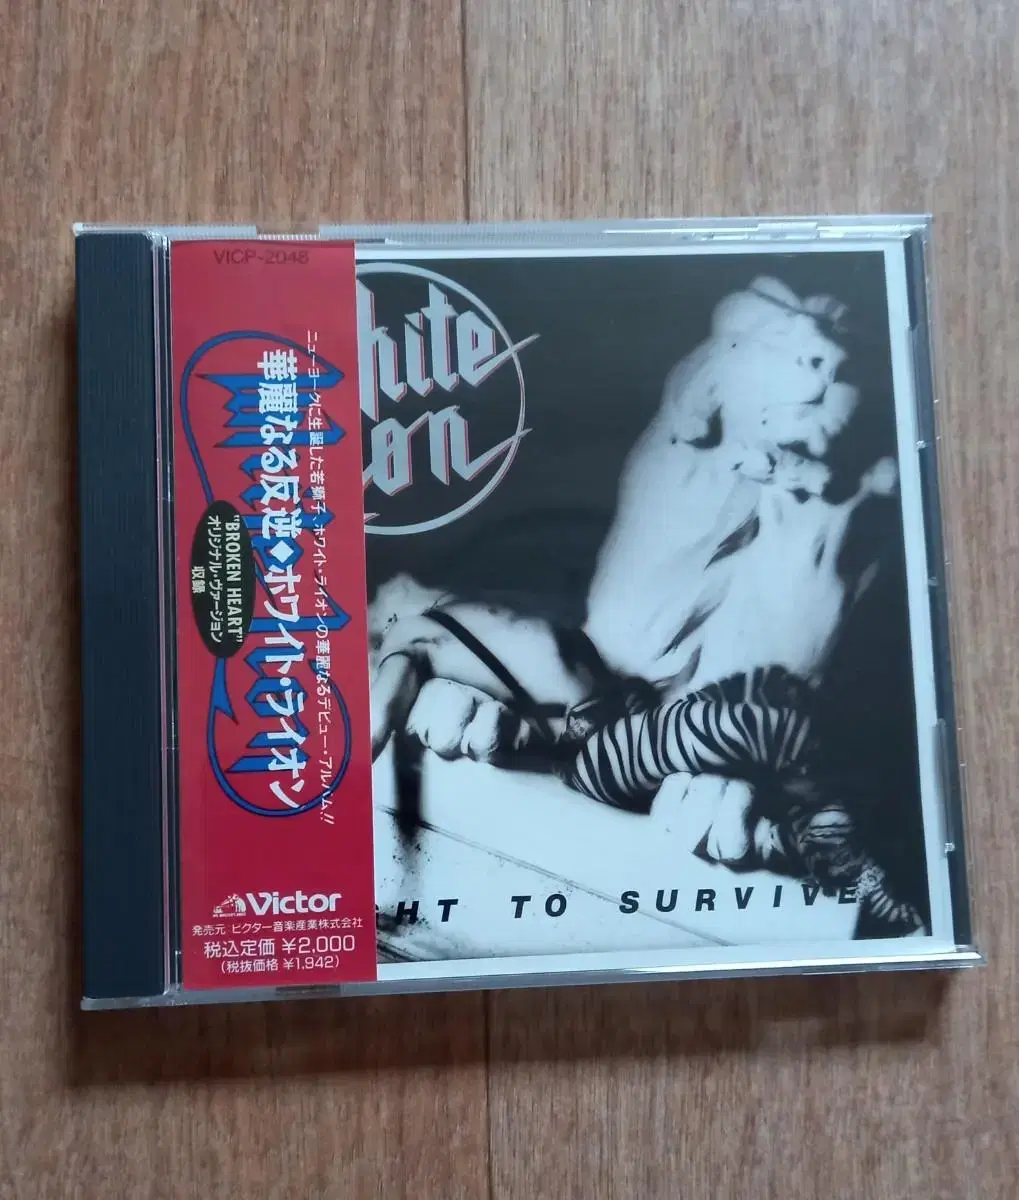 VICP-2048
ニューヨークに生誕した若獅子、ホワイト・ライオンの華麗なるデビュー・アルバム!!
華麗なる反逆◆ホワイト・ライオン
"BROKEN HEART"
オリジナル・ヴァージョン
収録
Victor
発売元 ビクター音楽産業株式会社
税込定価 ¥2,000
(税抜価格 ¥1,942)
hite
on
GHT TO SURVIVE